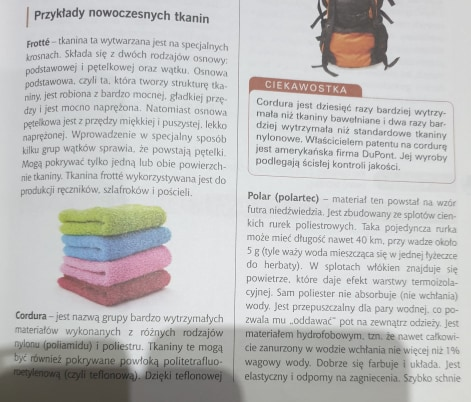 Przykłady nowoczesnych tkanin
Frotté – tkanina ta wytwarzana jest na specjalnych
krosnach. Składa się z dwóch rodzajów osnowy:
podstawowej i pętelkowej oraz wątku. Osnowa
podstawowa, czyli ta, która tworzy strukturę tka-
niny, jest robiona z bardzo mocnej, gładkiej przę-
dzy i jest mocno naprężona. Natomiast osnowa
pętelkowa jest z przędzy miękkiej i puszystej, lekko
naprężonej. Wprowadzenie w specjalny sposób
kilku grup wątków sprawia, że powstają pętelki.
Mogą pokrywać tylko jedną lub obie powierzch-
nie tkaniny. Tkanina frotté wykorzystywana jest do
produkcji ręczników, szlafroków i pościeli.
Cordura – jest nazwą grupy bardzo wytrzymałych
materiałów wykonanych z różnych rodzajów
nylonu (poliamidu) i poliestru. Tkaniny te mogą
być również pokrywane powłoką politetrafluo-
roetylenową (czyli teflonową). Dzięki teflonowej
CIEKAWOSTKA
Cordura jest dziesięć razy bardziej wytrzy-
mała niż tkaniny bawełniane i dwa razy bar-
dziej wytrzymała niż standardowe tkaniny
nylonowe. Właścicielem patentu na cordurę
jest amerykańska firma DuPont. Jej wyroby
podlegają ścisłej kontroli jakości.
Polar (polartec) – materiał ten powstał na wzór
futra niedźwiedzia. Jest zbudowany ze splotów cien-
kich rurek poliestrowych. Taka pojedyncza rurka
może mieć długość nawet 40 km, przy wadze około
5 g (tyle waży woda mieszcząca się w jednej łyżeczce
do herbaty). W splotach włókien znajduje się
powietrze, które daje efekt warstwy termoizola-
cyjnej. Sam poliester nie absorbuje (nie wchłania)
wody. Jest przepuszczalny dla pary wodnej, co po-
zwala mu „oddawać” pot na zewnątrz odzieży. Jest
materiałem hydrofobowym, tzn. że nawet całkowi-
cie zanurzony w wodzie wchłania nie więcej niż 1%
wagowy wody. Dobrze się farbuje i układa. Jest
elastyczny i odporny na zagniecenia. Szybko schnie